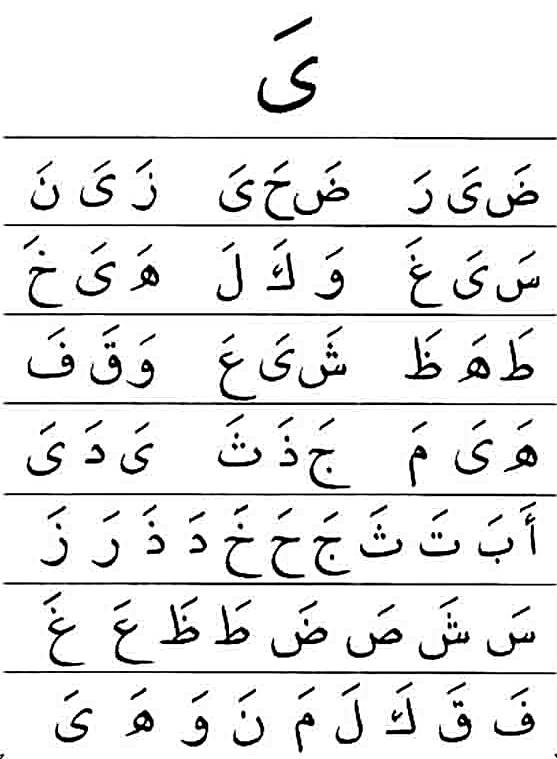 ىَ
ضَ ىَ رَ ضَ حَ ىَ زَ ىَ نَ
سَ ىَ غَ وَ كَ لَ هَ ىَ خَ
طَ هَ ظَ شَ ىَ عَ وَ قَ فَ
هَ ىَ مَ جَ ذَ ثَ ىَ دَ ىَ
أَ بَ تَ ثَ جَ حَ خَ دَ ذَ رَ زَ
سَ شَ صَ ضَ طَ ظَ عَ غَ
فَ قَ كَ لَ مَ نَ وَ هَ ىَ